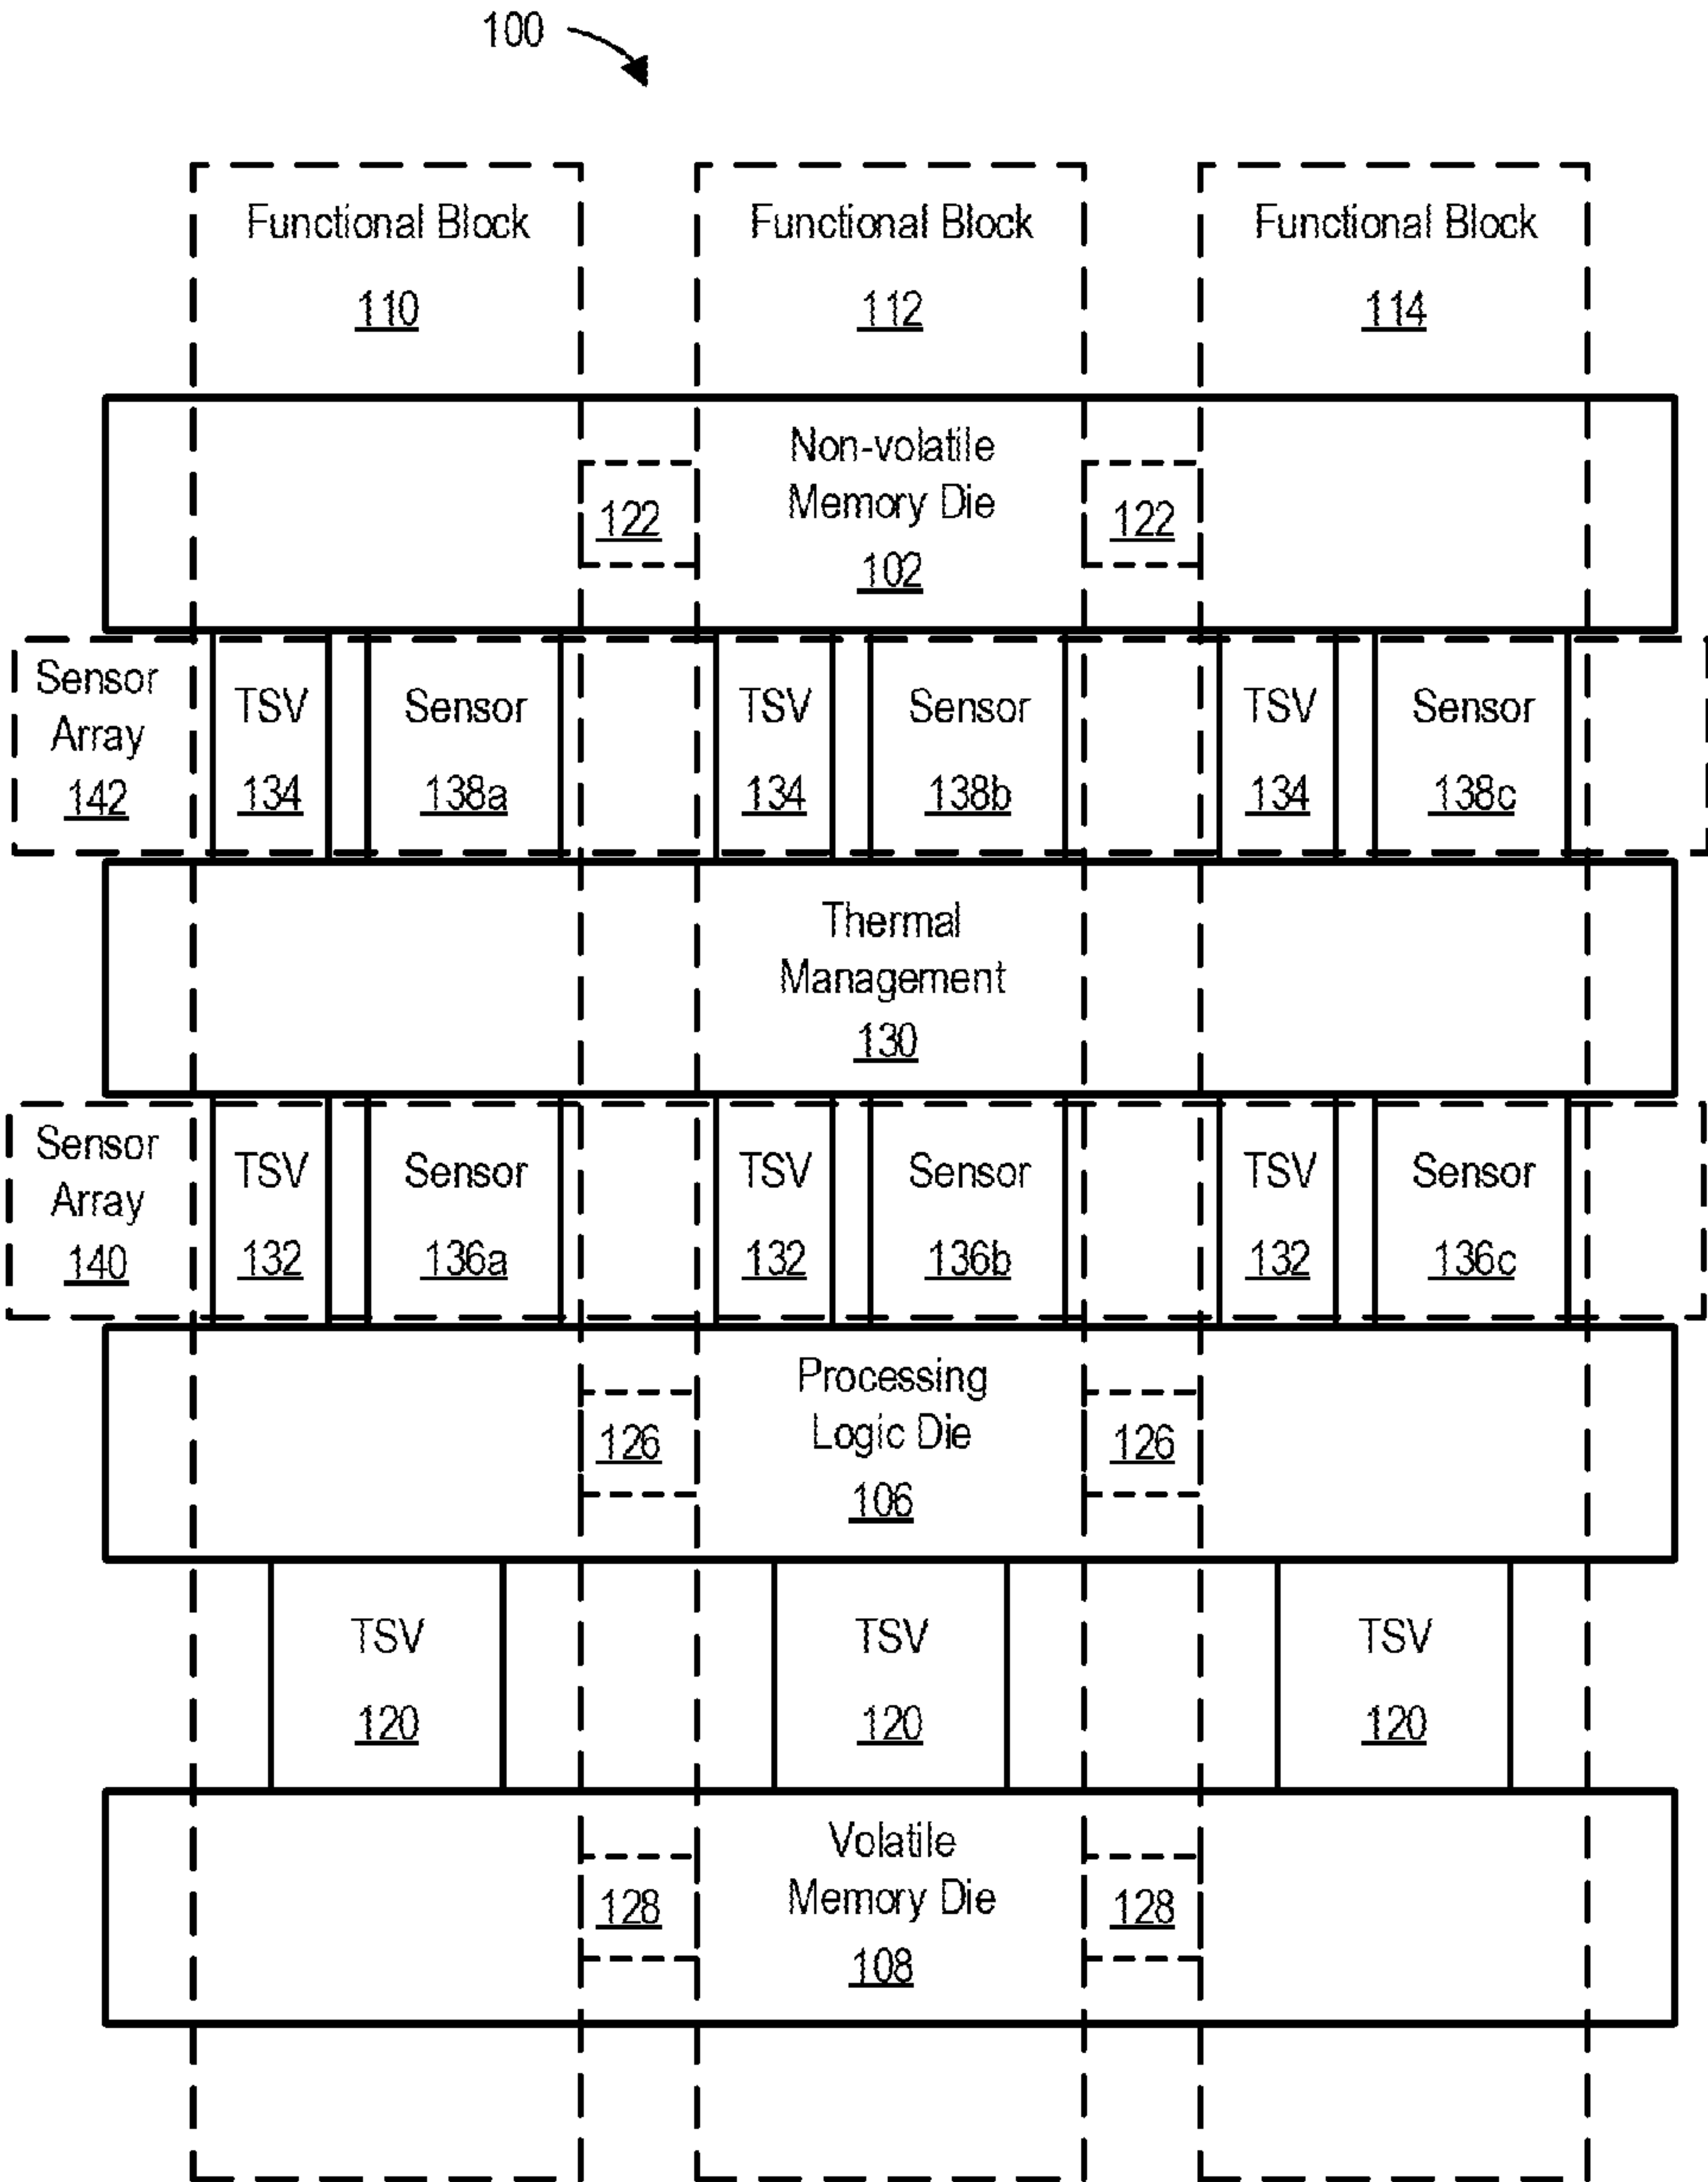 100
Functional Block
110
Functional Block
112
Functional Block
114
Non-volatile
Memory Die
102
122
122
Sensor
Array
142
TSV
134
Sensor
138a
TSV
134
Sensor
138b
TSV
134
Sensor
138c
Thermal
Management
130
Sensor
Array
140
TSV
132
Sensor
136a
TSV
132
Sensor
136b
TSV
132
Sensor
136c
Processing
Logic Die
106
126
126
TSV
120
TSV
120
TSV
120
Volatile
Memory Die
108
128
128